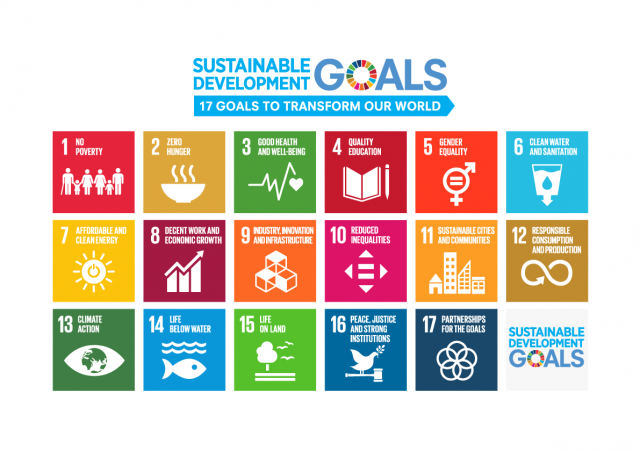 SUSTAINABLE
DEVELOPMENT
GOALS
17 GOALS TO TRANSFORM OUR WORLD
1 NO
POVERTY
2 ZERO
HUNGER
3 GOOD HEALTH
AND WELL-BEING
4 QUALITY
EDUCATION
5 GENDER
EQUALITY
6 CLEAN WATER
AND SANITATION
7 AFFORDABLE AND
CLEAN ENERGY
8 DECENT WORK AND
ECONOMIC GROWTH
9 INDUSTRY, INNOVATION
AND INFRASTRUCTURE
10 REDUCED
INEQUALITIES
11 SUSTAINABLE CITIES
AND COMMUNITIES
12 RESPONSIBLE
CONSUMPTION
AND PRODUCTION
13 CLIMATE
ACTION
14 LIFE
BELOW WATER
15 LIFE
ON LAND
16 PEACE, JUSTICE
AND STRONG
INSTITUTIONS
17 PARTNERSHIPS
FOR THE GOALS
SUSTAINABLE
DEVELOPMENT
GOALS